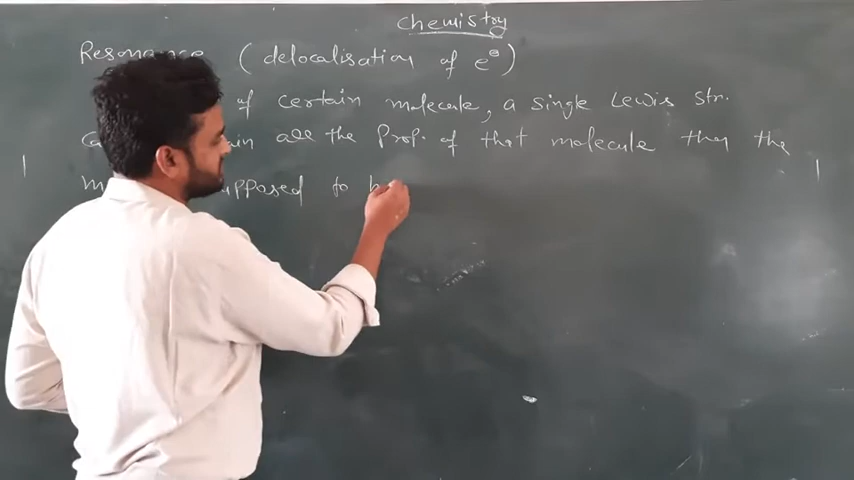 Chemistry
Resonance (delocalisation of e⊖)
of certain molecule, a single Lewis Str.
all the Prop. of that molecule then the
to